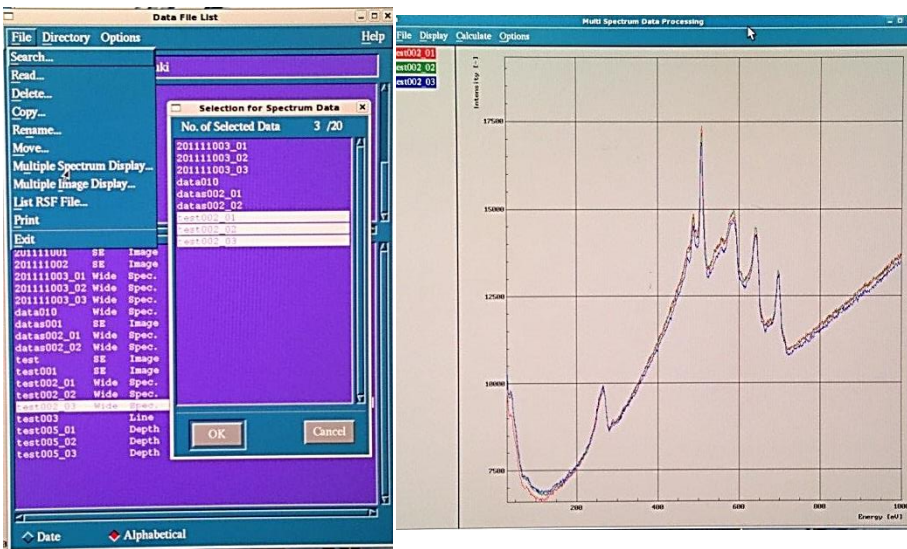 Data File List
File Directory Options Help
Search...
Read...
Delete...
Copy...
Rename...
Move...
Multiple Spectrum Display...
Multiple Image Display...
List RSF File...
Print
Exit
Selection for Spectrum Data
No. of Selected Data 3 /20
201111003_01
201111003_02
201111003_03
data010
datas002_01
datas002_02
test002_01
test002_02
test002_03
OK Cancel
201111001 SE Image
201111002 SE Image
201111003_01 Wide Spec.
201111003_02 Wide Spec.
201111003_03 Wide Spec.
data010 Wide Spec.
datas001 SE Image
datas002_01 Wide Spec.
datas002_02 Wide Spec.
test SE Image
test001 SE Image
test002_01 Wide Spec.
test002_02 Wide Spec.
test002_03 Wide Spec.
test003 Line
test005_01 Depth
test005_02 Depth
test005_03 Depth
Date Alphabetical
Multi Spectrum Data Processing
File Display Calculate Options
est002_01
est002_02
est002_03
Intensity [-]
17500
15000
12500
10000
7500
200 400 600 800 1000
Energy [eV]